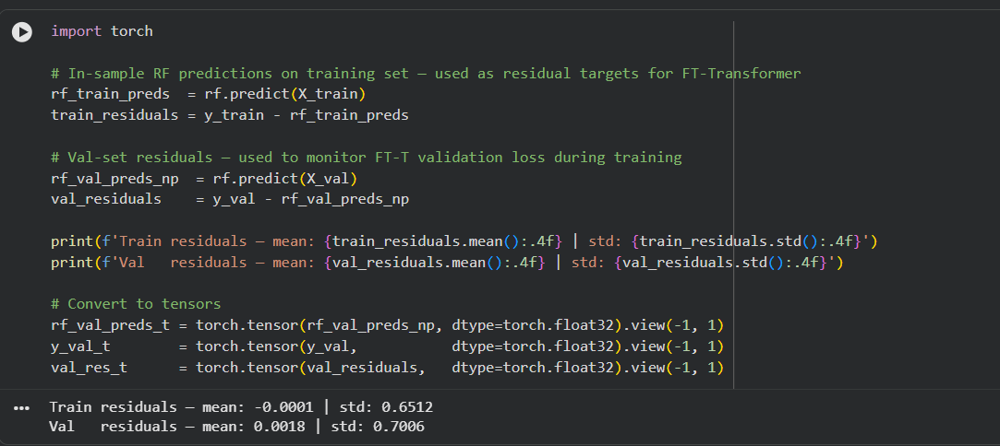 import torch
# In-sample RF predictions on training set — used as residual targets for FT-Transformer
rf_train_preds  = rf.predict(X_train)
train_residuals = y_train - rf_train_preds
# Val-set residuals — used to monitor FT-T validation loss during training
rf_val_preds_np  = rf.predict(X_val)
val_residuals    = y_val - rf_val_preds_np
print(f'Train residuals — mean: {train_residuals.mean():.4f} | std: {train_residuals.std():.4f}')
print(f'Val   residuals — mean: {val_residuals.mean():.4f} | std: {val_residuals.std():.4f}')
# Convert to tensors
rf_val_preds_t = torch.tensor(rf_val_preds_np, dtype=torch.float32).view(-1, 1)
y_val_t        = torch.tensor(y_val,           dtype=torch.float32).view(-1, 1)
val_res_t      = torch.tensor(val_residuals,   dtype=torch.float32).view(-1, 1)
Train residuals — mean: -0.0001 | std: 0.6512
Val   residuals — mean: 0.0018 | std: 0.7006